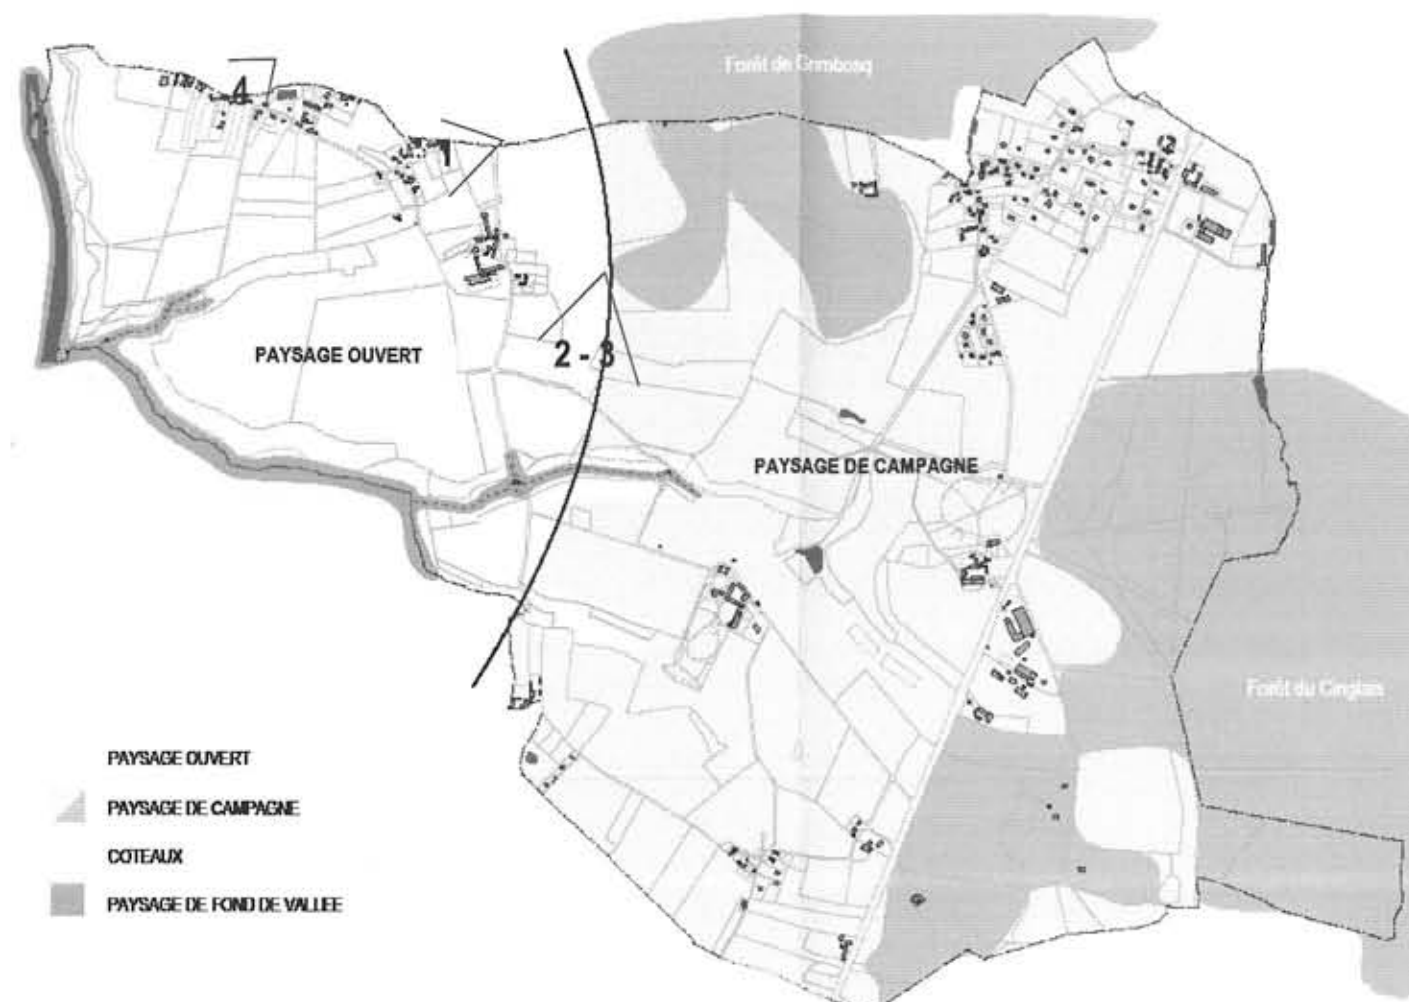 Forêt de Grimbosq
4
1
PAYSAGE OUVERT
2 - 3
PAYSAGE DE CAMPAGNE
Forêt du Cinglais
PAYSAGE OUVERT
PAYSAGE DE CAMPAGNE
COTEAUX
PAYSAGE DE FOND DE VALLEE